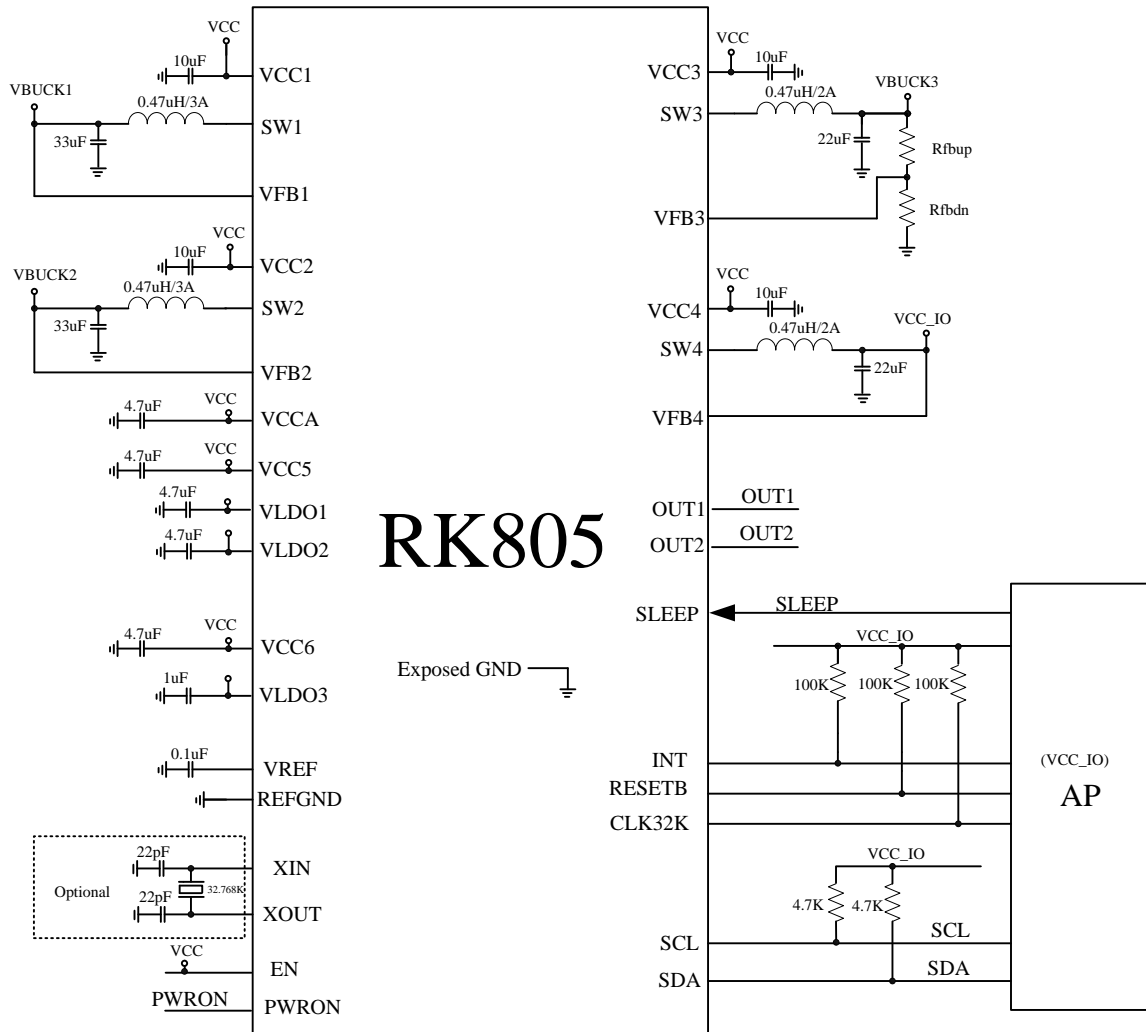 VCC
10uF
VCC1
VBUCK1
0.47uH/3A
SW1
33uF
VFB1
VCC
10uF
VCC2
VBUCK2
0.47uH/3A
SW2
33uF
VFB2
4.7uF
VCC
VCCA
4.7uF
VCC
VCC5
4.7uF
VLDO1
4.7uF
VLDO2
4.7uF
VCC
VCC6
1uF
VLDO3
0.1uF
VREF
REFGND
22pF
XIN
Optional
32.768K
22pF
XOUT
VCC
EN
PWRON
PWRON
RK805
Exposed GND
VCC
10uF
VCC3
0.47uH/2A
VBUCK3
SW3
22uF
Rfbup
Rfbdn
VFB3
VCC
10uF
VCC4
0.47uH/2A
VCC_IO
SW4
22uF
VFB4
OUT1
OUT1
OUT2
OUT2
SLEEP
SLEEP
VCC_IO
100K
100K
100K
INT
RESETB
CLK32K
(VCC_IO)
AP
VCC_IO
4.7K
4.7K
SCL
SCL
SDA
SDA